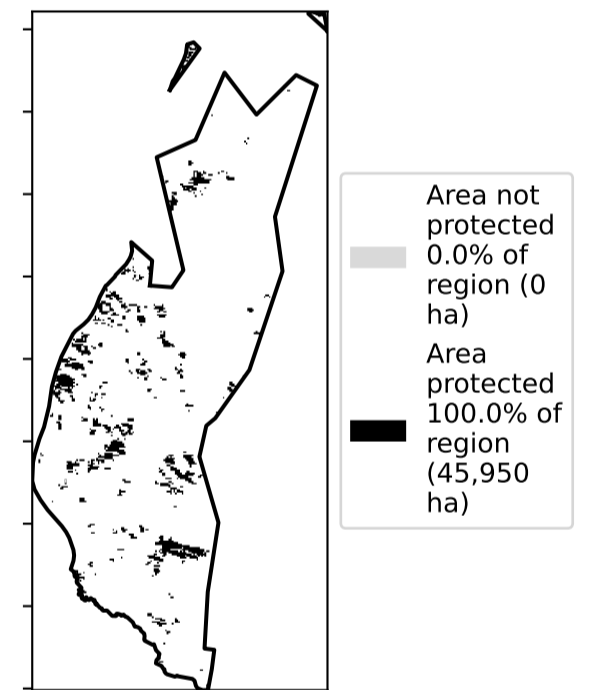 Area not
protected
0.0% of
region (0
ha)
Area
protected
100.0% of
region
(45,950
ha)